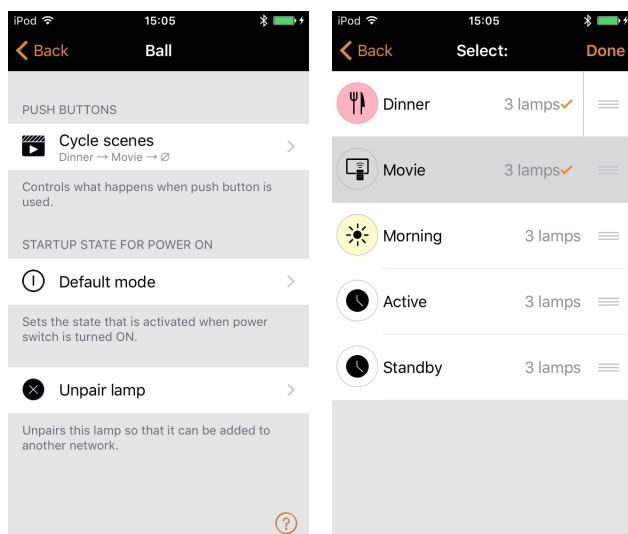 iPod 15:05
Back Ball
PUSH BUTTONS
Cycle scenes
Dinner → Movie → ∅
Controls what happens when push button is
used.
STARTUP STATE FOR POWER ON
Default mode
Sets the state that is activated when power
switch is turned ON.
Unpair lamp
Unpairs this lamp so that it can be added to
another network.
?
iPod 15:05
Back Select: Done
Dinner 3 lamps
Movie 3 lamps
Morning 3 lamps
Active 3 lamps
Standby 3 lamps